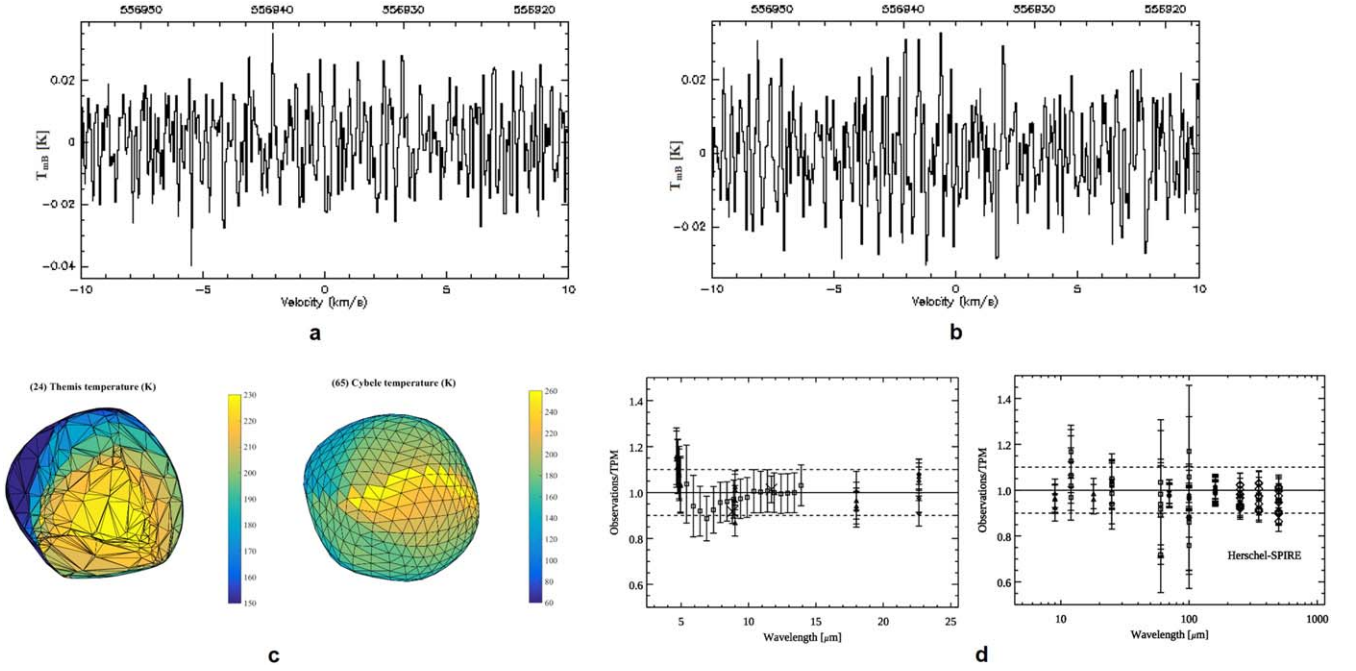 556950 556940 556930 556920
0.02
0
−0.02
−0.04
TmB [K]
−10 −5 0 5 10
Velocity (km/s)
a
556950 556940 556930 556920
0.02
0
−0.02
TmB [K]
−10 −5 0 5 10
Velocity (km/s)
b
(24) Themis temperature (K)
230
220
210
200
190
180
170
160
150
(65) Cybele temperature (K)
260
240
220
200
180
160
140
120
100
80
60
c
1.4
1.2
1.0
0.8
0.6
Observations/TPM
5 10 15 20 25
Wavelength [μm]
1.4
1.2
1.0
0.8
0.6
Observations/TPM
Herschel-SPIRE
10 100 1000
Wavelength [μm]
d